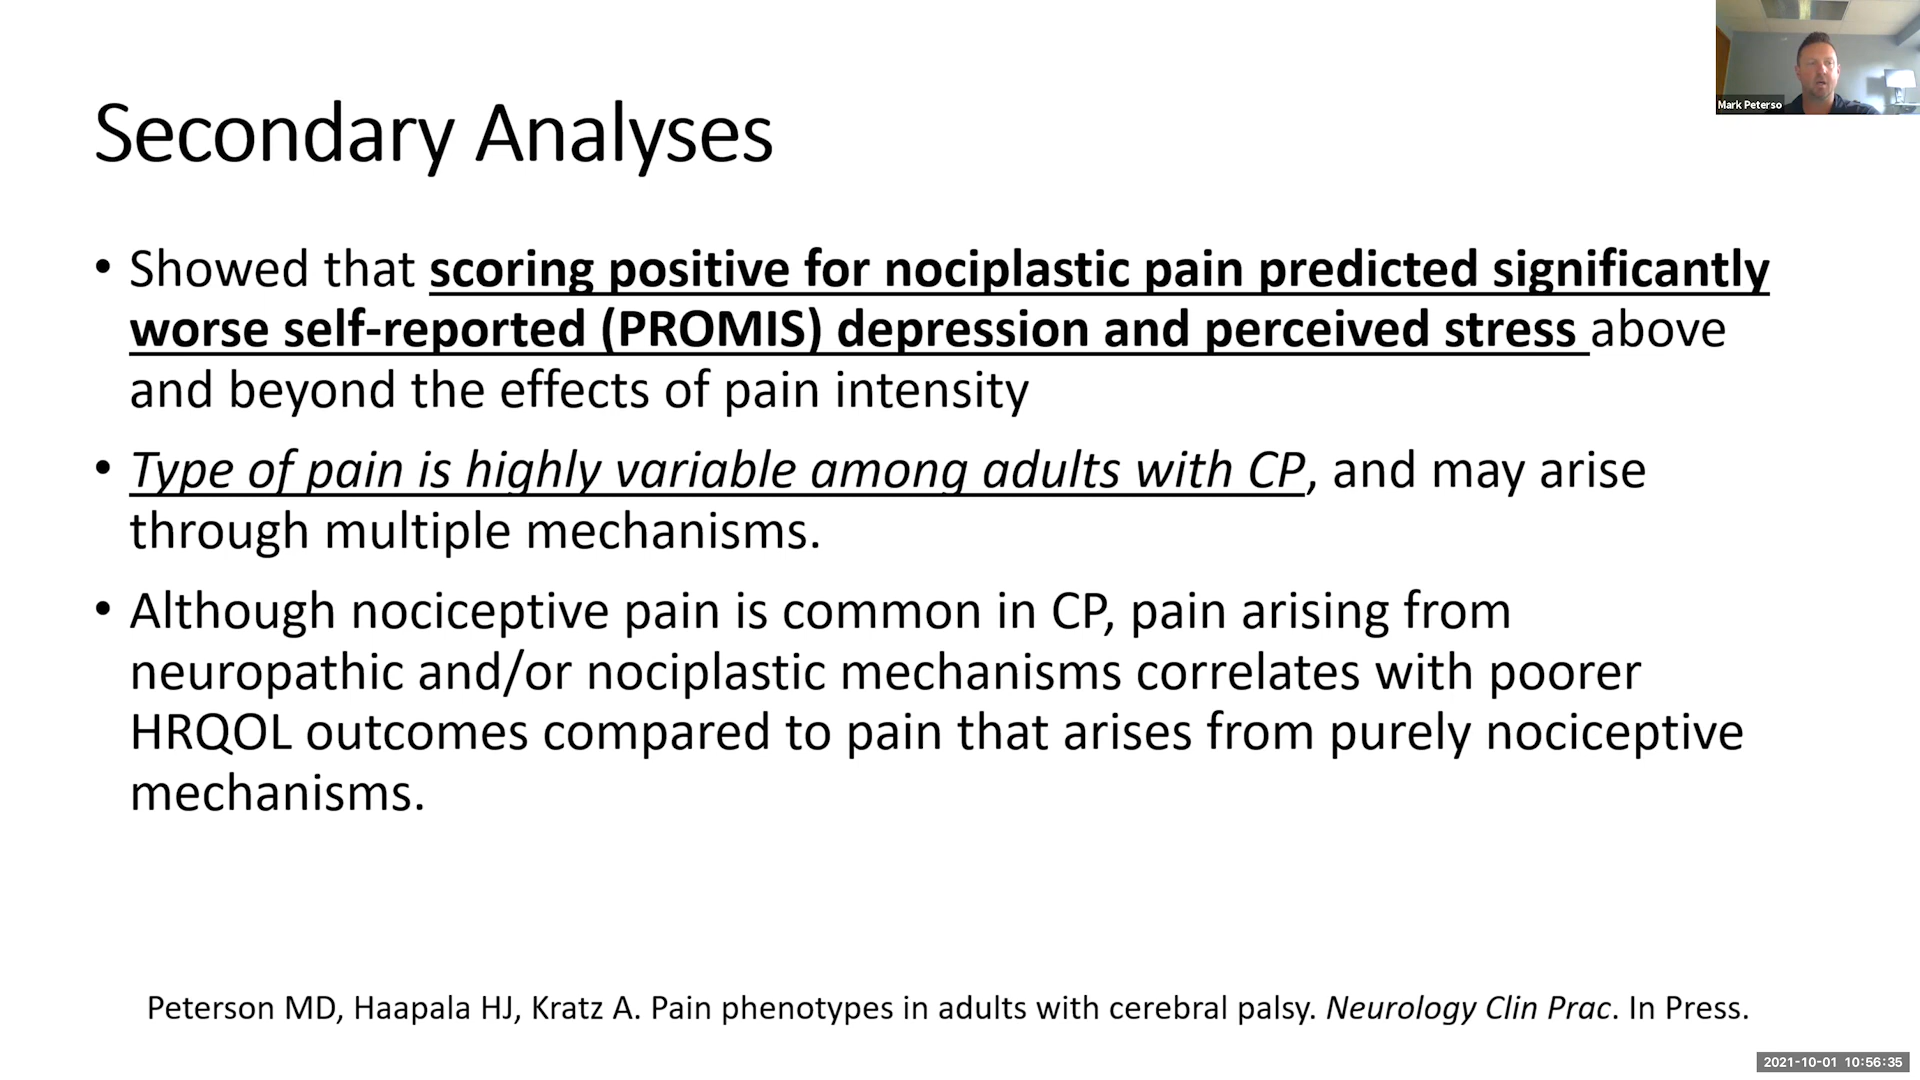 Mark Peterso
Secondary Analyses
• Showed that scoring positive for nociplastic pain predicted significantly
worse self-reported (PROMIS) depression and perceived stress above
and beyond the effects of pain intensity
• Type of pain is highly variable among adults with CP, and may arise
through multiple mechanisms.
• Although nociceptive pain is common in CP, pain arising from
neuropathic and/or nociplastic mechanisms correlates with poorer
HRQOL outcomes compared to pain that arises from purely nociceptive
mechanisms.
Peterson MD, Haapala HJ, Kratz A. Pain phenotypes in adults with cerebral palsy. Neurology Clin Prac. In Press.
2021-10-01 10:56:35